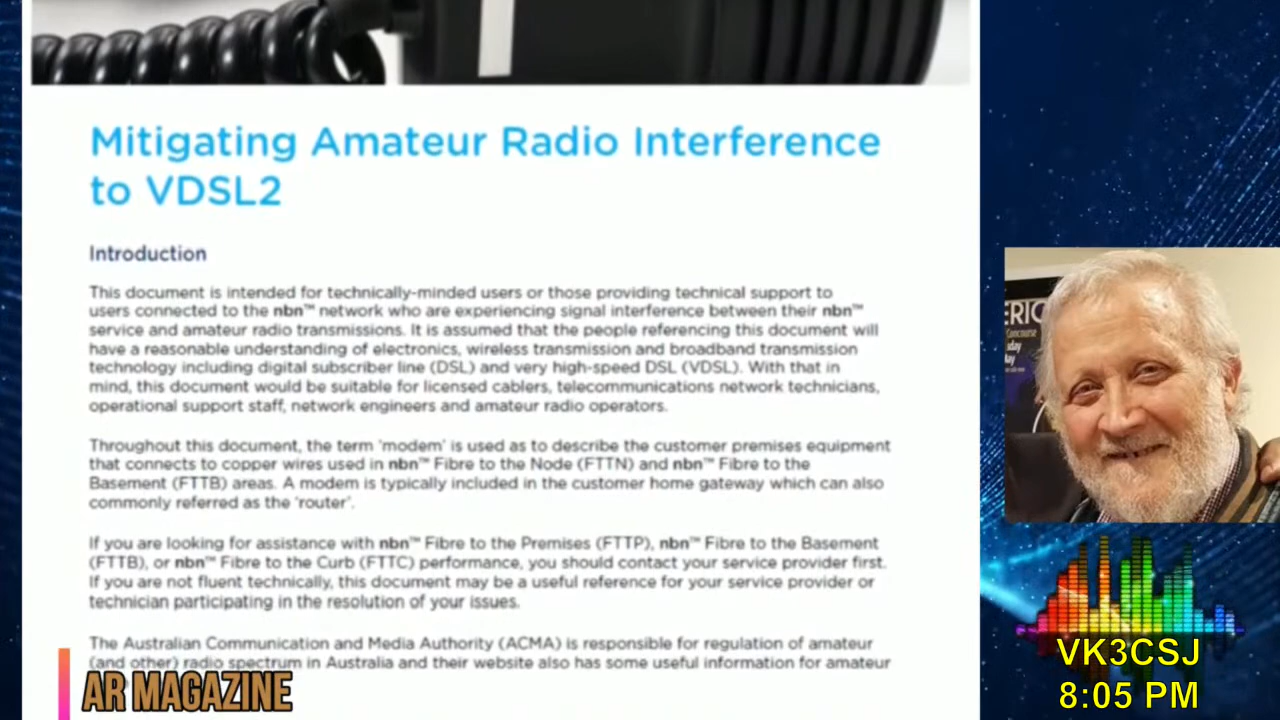 Mitigating Amateur Radio Interference
to VDSL2
Introduction
This document is intended for technically-minded users or those providing technical support to
users connected to the nbn™ network who are experiencing signal interference between their nbn™
service and amateur radio transmissions. It is assumed that the people referencing this document will
have a reasonable understanding of electronics, wireless transmission and broadband transmission
technology including digital subscriber line (DSL) and very high-speed DSL (VDSL). With that in
mind, this document would be suitable for licensed cablers, telecommunications network technicians,
operational support staff, network engineers and amateur radio operators.
Throughout this document, the term 'modem' is used as to describe the customer premises equipment
that connects to copper wires used in nbn™ Fibre to the Node (FTTN) and nbn™ Fibre to the
Basement (FTTB) areas. A modem is typically included in the customer home gateway which can also
commonly referred as the 'router'.
If you are looking for assistance with nbn™ Fibre to the Premises (FTTP), nbn™ Fibre to the Basement
(FTTB), or nbn™ Fibre to the Curb (FTTC) performance, you should contact your service provider first.
If you are not fluent technically, this document may be a useful reference for your service provider or
technician participating in the resolution of your issues.
The Australian Communication and Media Authority (ACMA) is responsible for regulation of amateur
(and other) radio spectrum in Australia and their website also has some useful information for amateur
AR MAGAZINE
ERIC
Concourse
VK3CSJ
8:05 PM